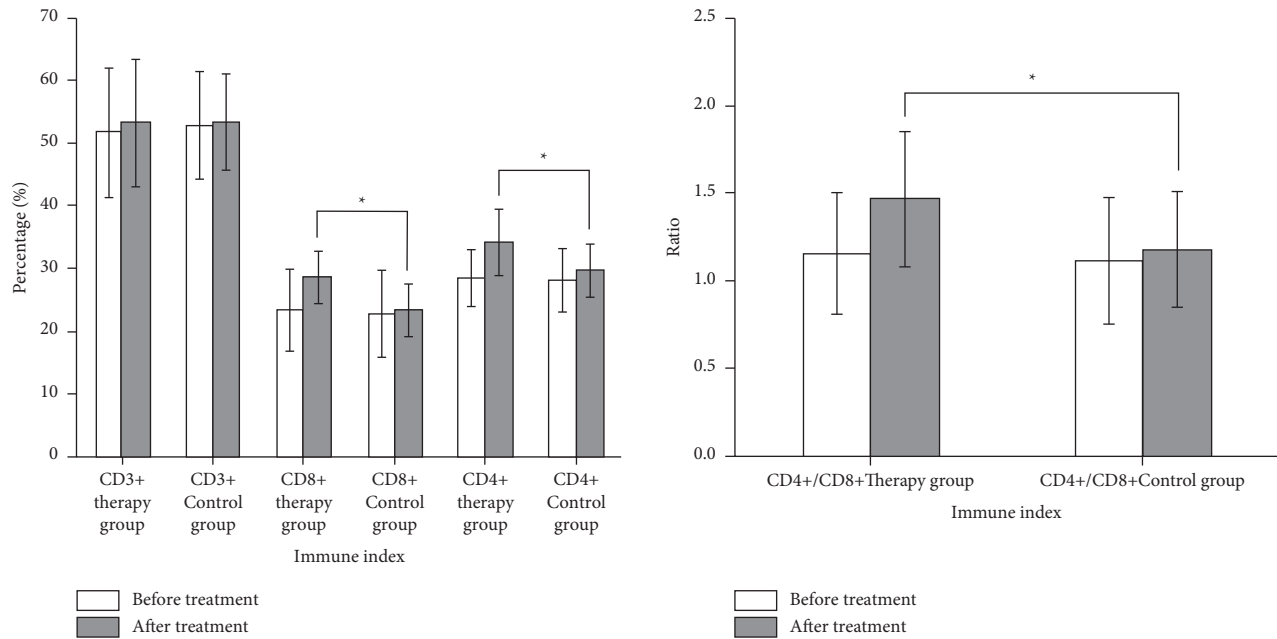 70
60
50
40
30
20
10
0
Percentage (%)
*
*
CD3+
therapy
group
CD3+
Control
group
CD8+
therapy
group
CD8+
Control
group
CD4+
therapy
group
CD4+
Control
group
Immune index
Before treatment
After treatment
2.5
2.0
1.5
1.0
0.5
0.0
Ratio
*
CD4+/CD8+Therapy group
CD4+/CD8+Control group
Immune index
Before treatment
After treatment